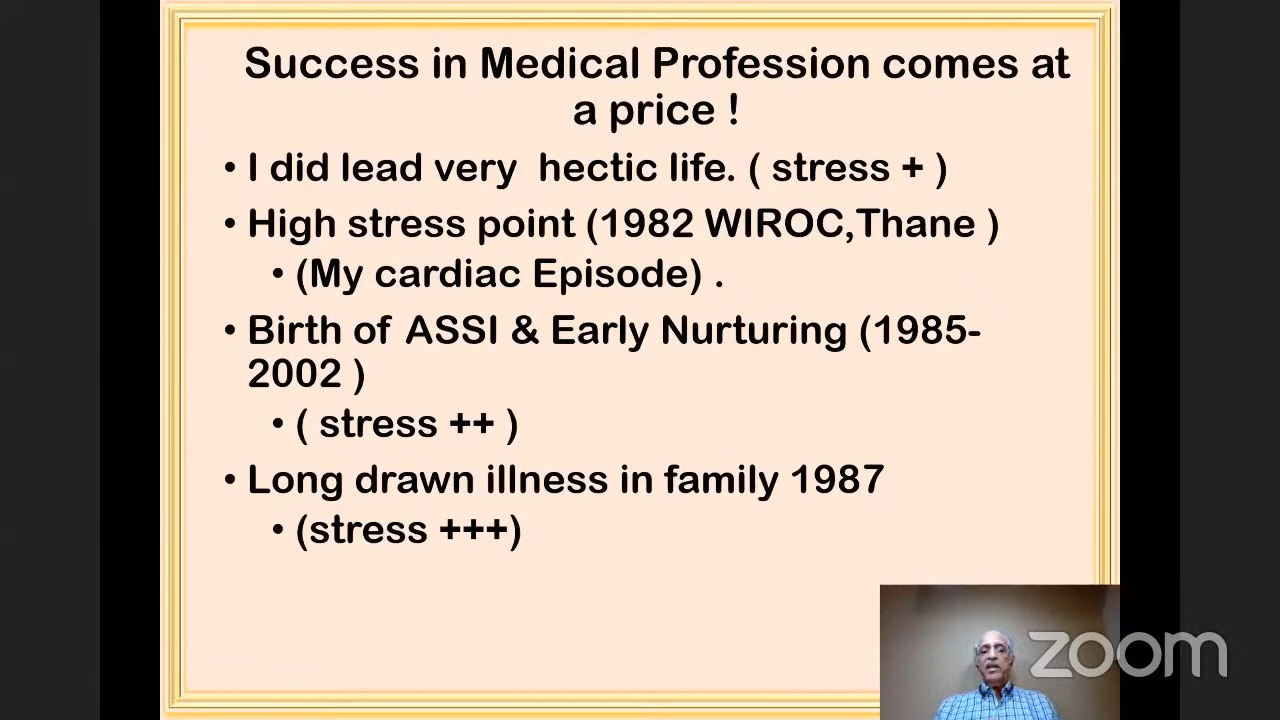 Success in Medical Profession comes at
a price !
• I did lead very hectic life. ( stress + )
• High stress point (1982 WIROC,Thane )
• (My cardiac Episode) .
• Birth of ASSI & Early Nurturing (1985-
2002 )
• ( stress ++ )
• Long drawn illness in family 1987
• (stress +++)
zoom